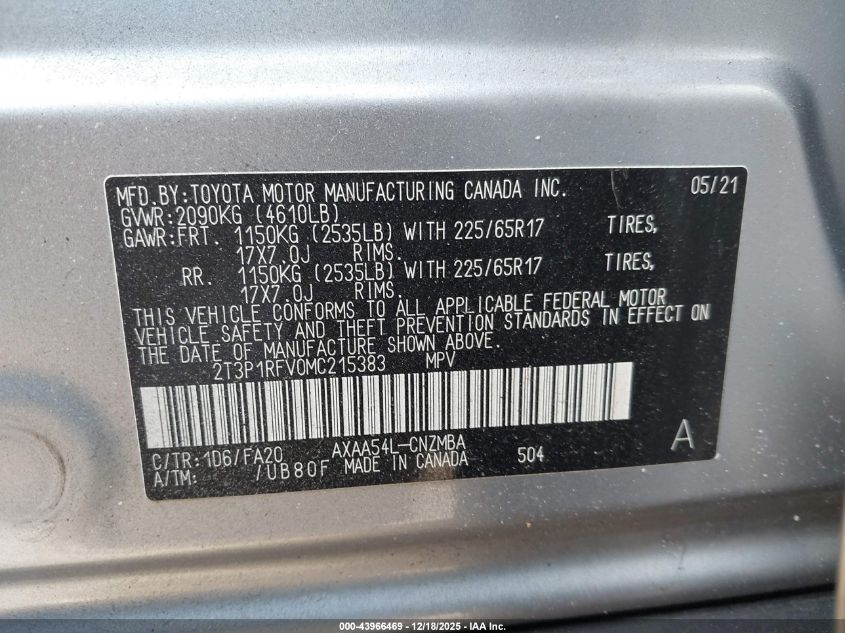 MFD.BY:TOYOTA MOTOR MANUFACTURING CANADA INC. 05/21
GVWR:2090KG (4610LB)
GAWR:FRT. 1150KG (2535LB) WITH 225/65R17 TIRES,
17X7.0J RIMS.
RR. 1150KG (2535LB) WITH 225/65R17 TIRES,
17X7.0J RIMS.
THIS VEHICLE CONFORMS TO ALL APPLICABLE FEDERAL MOTOR
VEHICLE SAFETY AND THEFT PREVENTION STANDARDS IN EFFECT ON
THE DATE OF MANUFACTURE SHOWN ABOVE.
2T3P1RFV0MC215383 MPV
C/TR:1D6/FA20 AXAA54L-CNZMBA 504 A
A/TM: /UB80F MADE IN CANADA
000-43966469 - 12/18/2025 - IAA Inc.